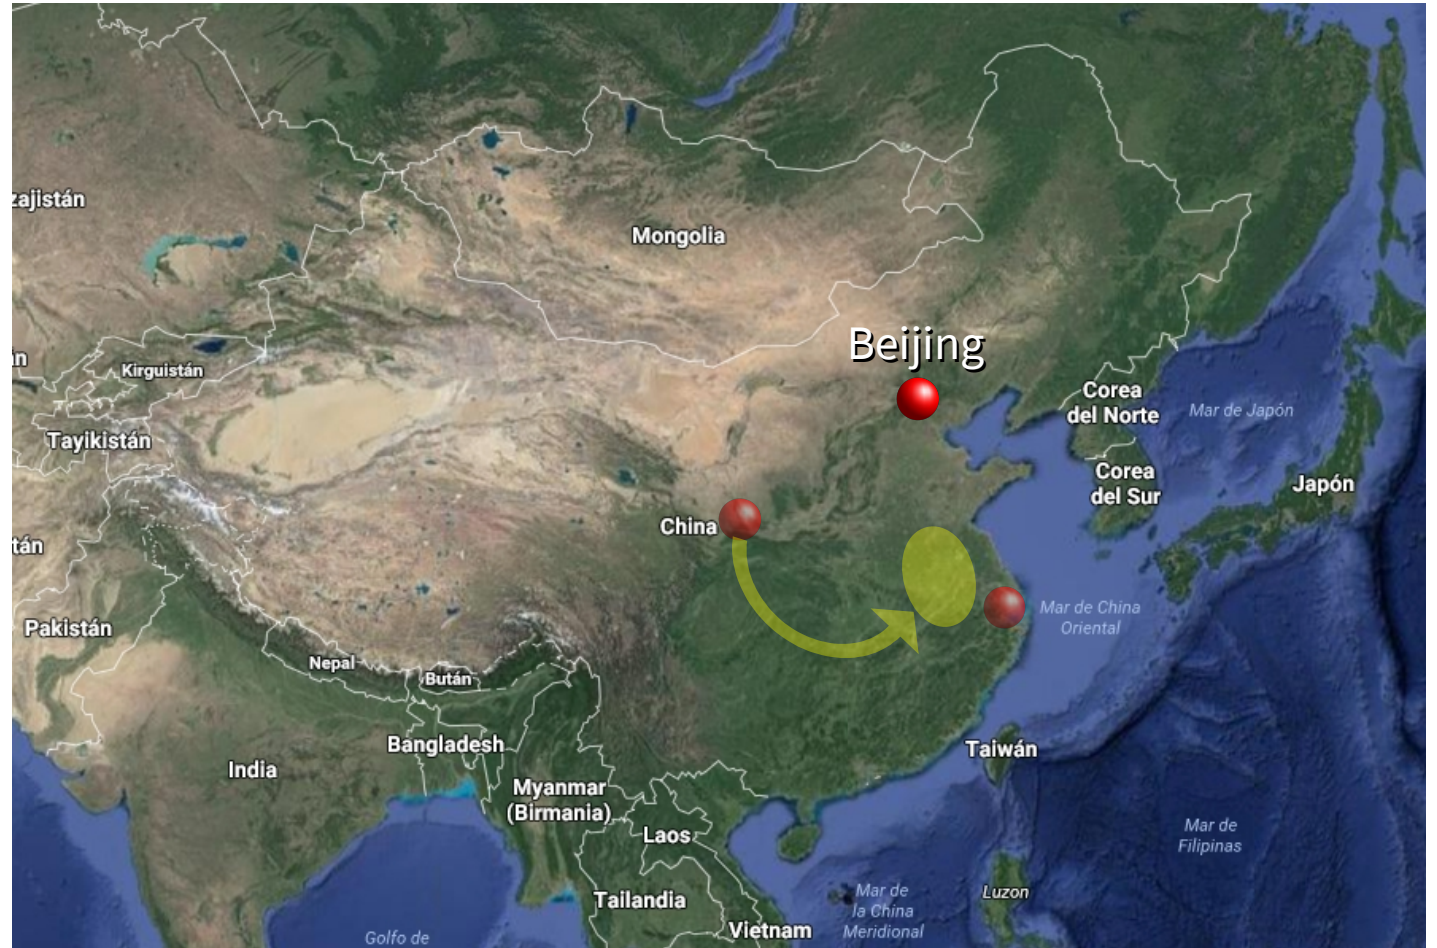 zajistán
Mongolia
Beijing
in
Kirguistán
Corea
del Norte
Mar de Japón
Tayikistán
Corea
del Sur
Japón
China
tán
Mar de China
Oriental
Pakistán
Nepal
Bután
Bangladesh
Taiwán
India
Myanmar
(Birmania)
Laos
Mar de
Filipinas
Tailandia
Mar de
la China
Meridional
Luzon
Vietnam
Golfo de